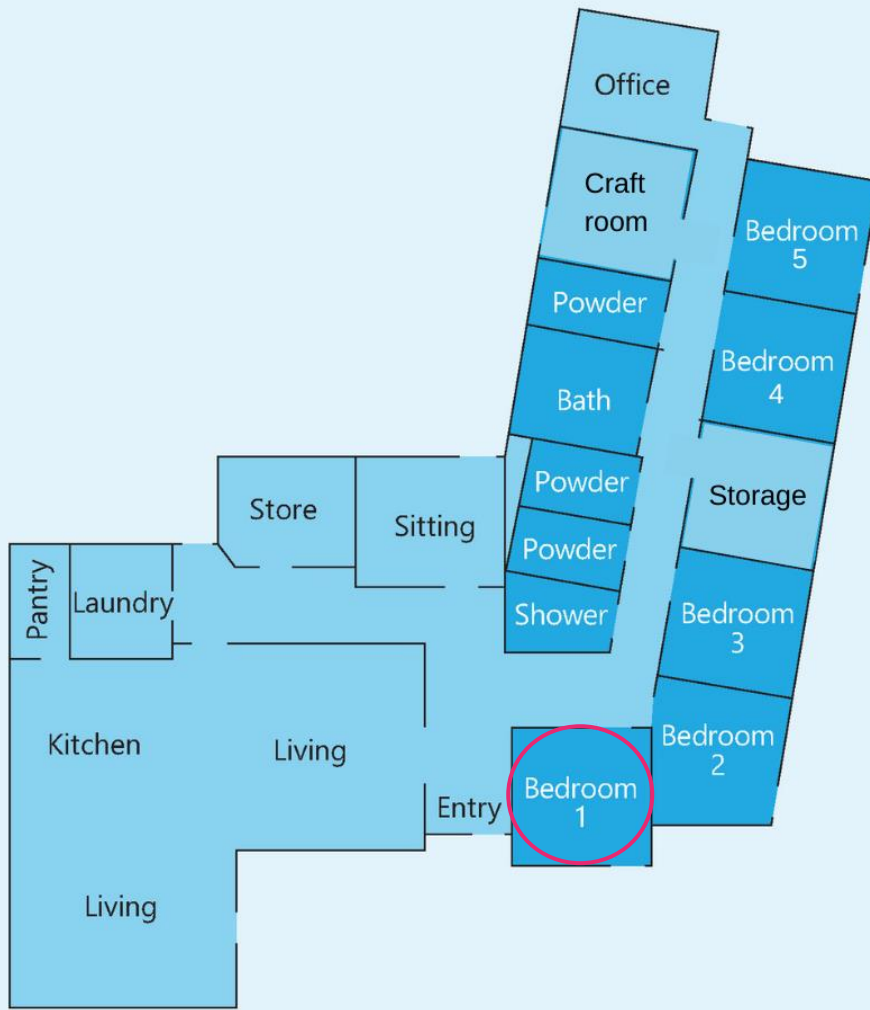 Office
Craft
room
Bedroom
5
Powder
Bedroom
4
Bath
Powder
Storage
Store
Sitting
Powder
Pantry
Laundry
Shower
Bedroom
3
Kitchen
Living
Bedroom
2
Entry
Bedroom
1
Living